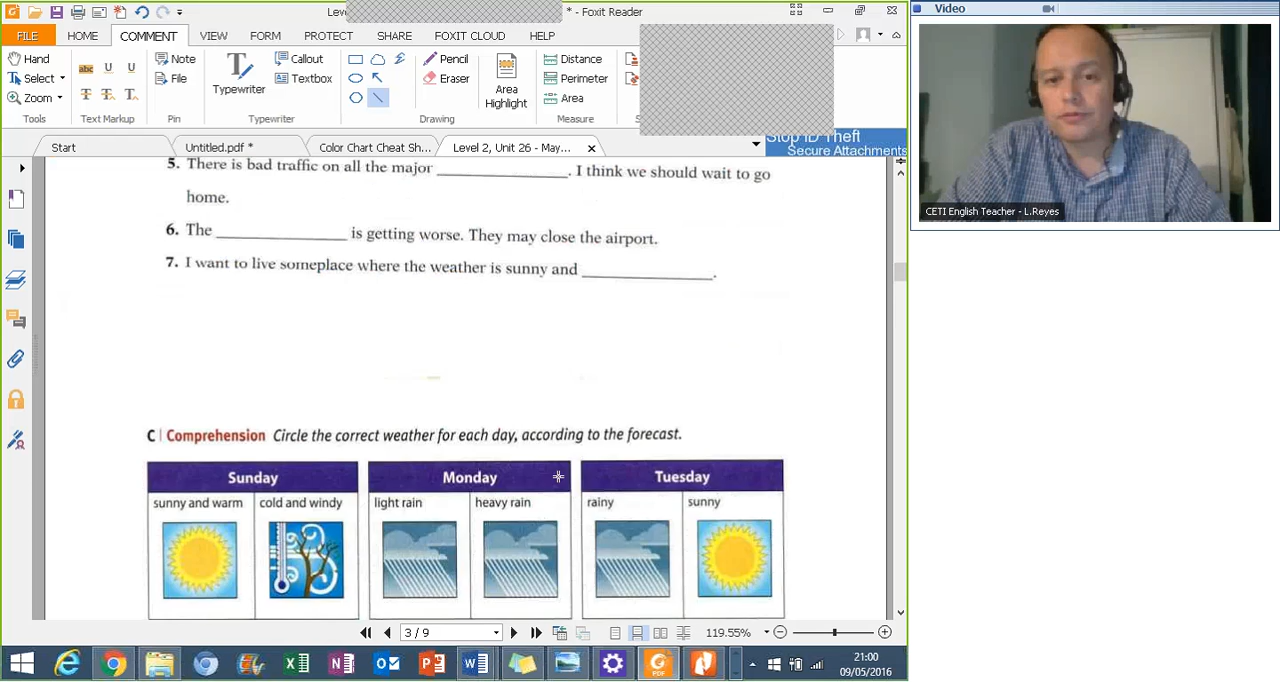 Leve * - Foxit Reader
Video
FILE HOME COMMENT VIEW FORM PROTECT SHARE FOXIT CLOUD HELP
Hand Note Callout Pencil Distance
Select File Typewriter Textbox Eraser Area Highlight Perimeter
Zoom Area
Tools Text Markup Pin Typewriter Drawing Measure
Start Untitled.pdf * Color Chart Cheat Sh... Level 2, Unit 26 - May...
Stop ID Theft
Secure Attachments
5. There is bad traffic on all the major ______________. I think we should wait to go
home.
6. The ______________ is getting worse. They may close the airport.
7. I want to live someplace where the weather is sunny and ______________.
CETI English Teacher - L.Reyes
C | Comprehension Circle the correct weather for each day, according to the forecast.
Sunday Monday Tuesday
sunny and warm cold and windy light rain heavy rain rainy sunny
3 / 9 119.55%
21:00
09/05/2016